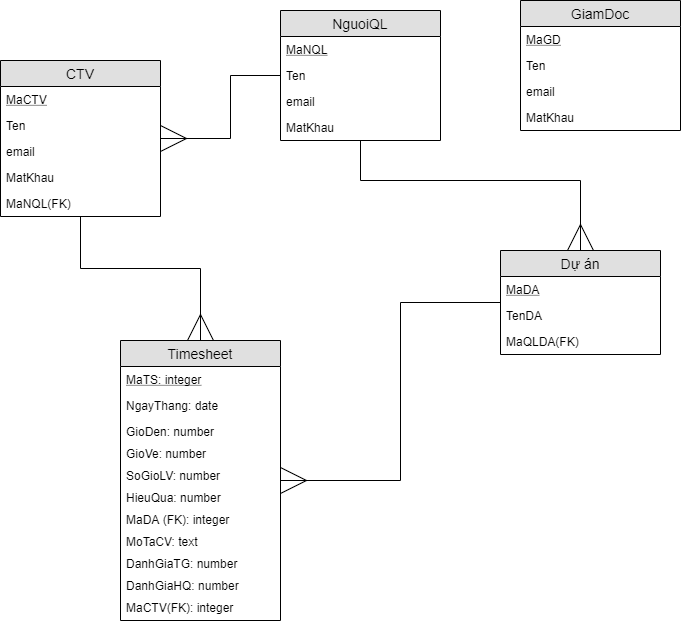 CTV
MaCTV
Ten
email
MatKhau
MaNQL(FK)
NguoiQL
MaNQL
Ten
email
MatKhau
GiamDoc
MaGD
Ten
email
MatKhau
Dự án
MaDA
TenDA
MaQLDA(FK)
Timesheet
MaTS: integer
NgayThang: date
GioDen: number
GioVe: number
SoGioLV: number
HieuQua: number
MaDA (FK): integer
MoTaCV: text
DanhGiaTG: number
DanhGiaHQ: number
MaCTV(FK): integer